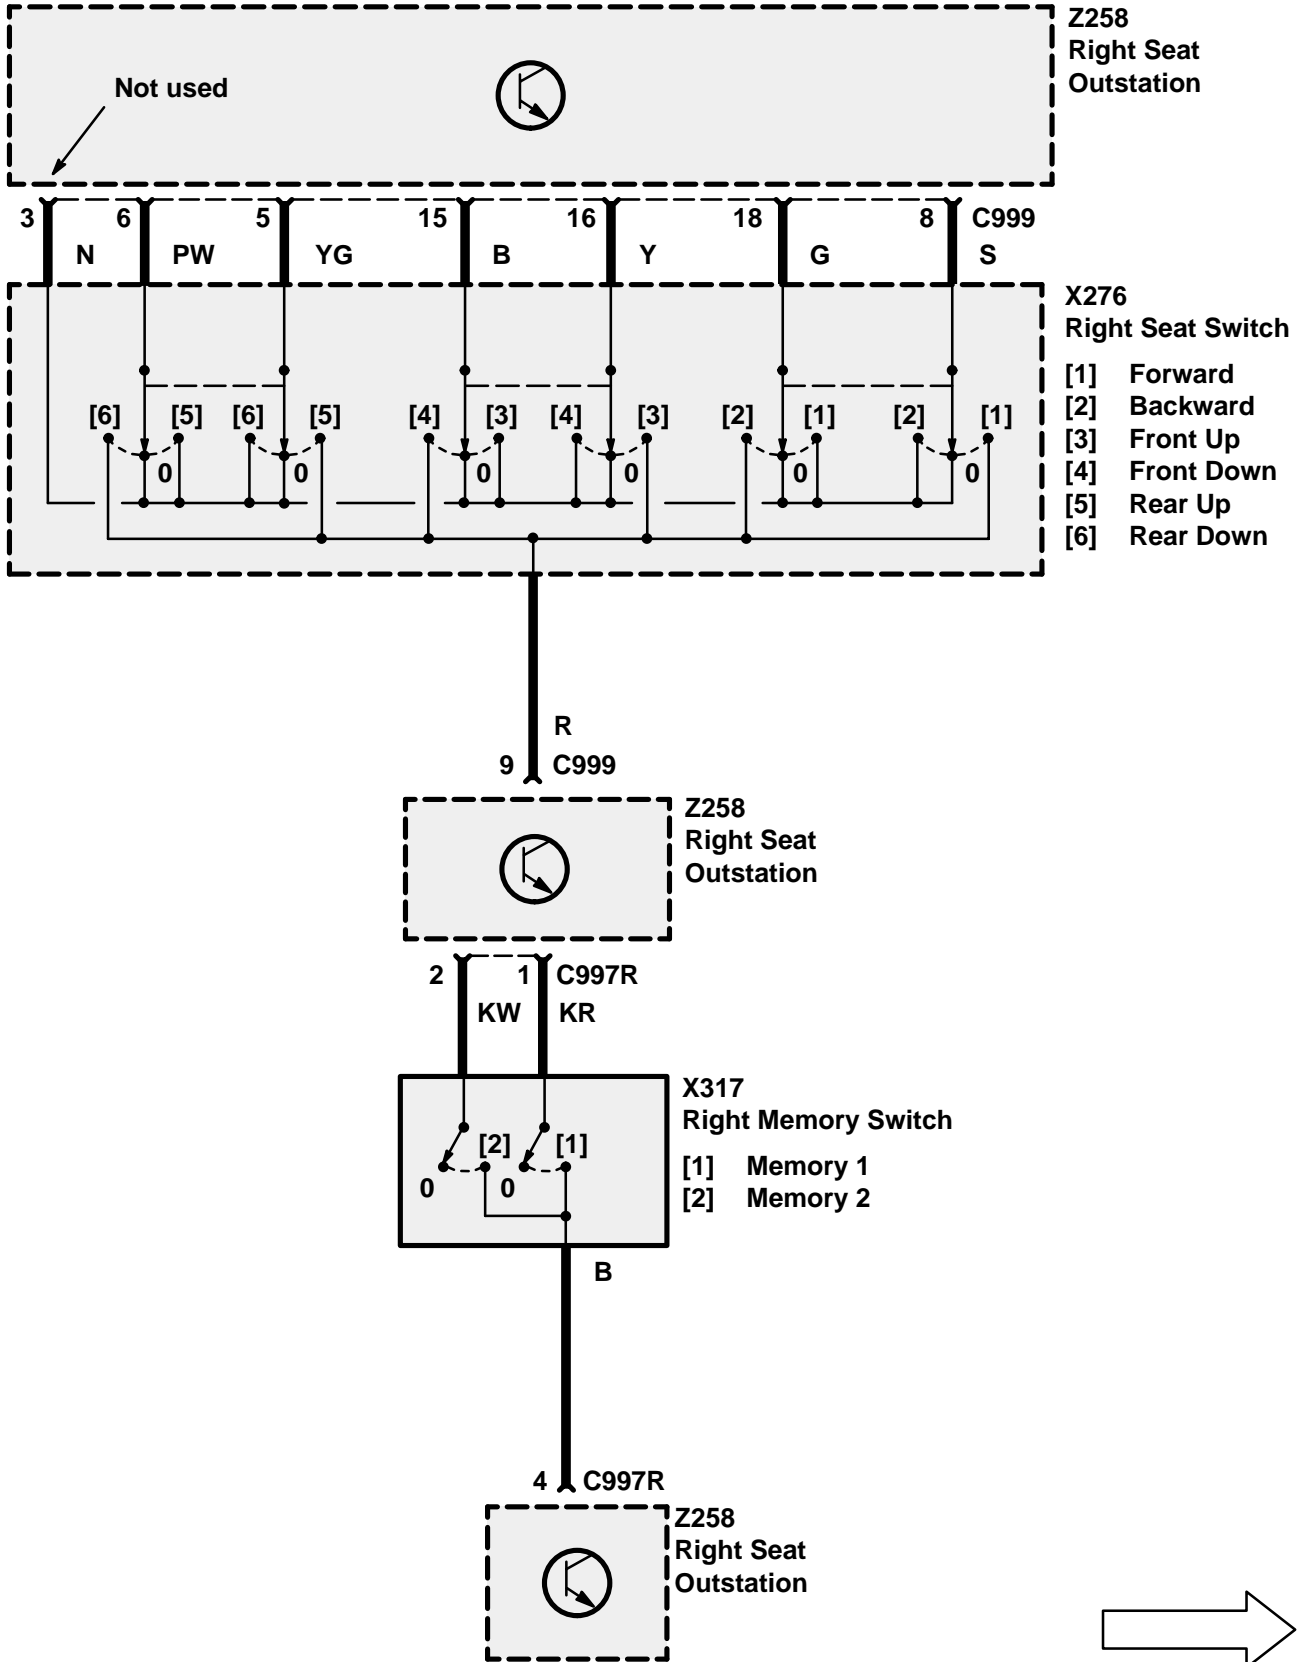 Z258
Right Seat
Outstation
Not used
3 6 5 15 16 18 8 C999
N PW YG B Y G S
X276
Right Seat Switch
[1] Forward
[2] Backward
[3] Front Up
[4] Front Down
[5] Rear Up
[6] Rear Down
[6] [5] [6] [5] [4] [3] [4] [3] [2] [1] [2] [1]
0 0 0 0 0 0
R
9 C999
Z258
Right Seat
Outstation
2 1 C997R
KW KR
X317
Right Memory Switch
[1] Memory 1
[2] Memory 2
[2] [1]
0 0
B
4 C997R
Z258
Right Seat
Outstation